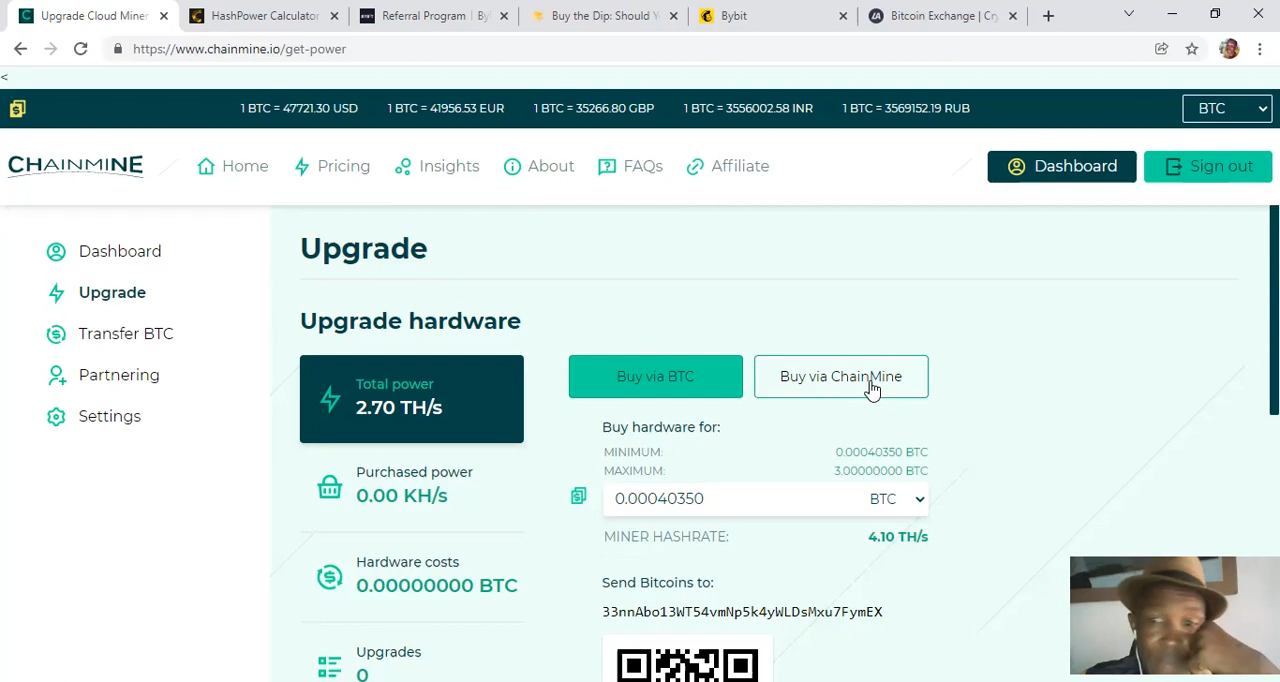 Upgrade Cloud Miner
HashPower Calculator
Referral Program | Byb
BYBIT
Buy the Dip: Should Y
Bybit
Bitcoin Exchange | Cry
https://www.chainmine.io/get-power
<
1 BTC = 47721.30 USD
1 BTC = 41956.53 EUR
1 BTC = 35266.80 GBP
1 BTC = 3556002.58 INR
1 BTC = 3569152.19 RUB
BTC
CHAINMINE
Home
Pricing
Insights
About
FAQs
Affiliate
Dashboard
Sign out
Dashboard
Upgrade
Transfer BTC
Partnering
Settings
Upgrade
Upgrade hardware
Total power
2.70 TH/s
Purchased power
0.00 KH/s
Hardware costs
0.00000000 BTC
Upgrades
0
Buy via BTC
Buy via ChainMine
Buy hardware for:
MINIMUM: 0.00040350 BTC
MAXIMUM: 3.00000000 BTC
0.00040350 BTC
MINER HASHRATE: 4.10 TH/s
Send Bitcoins to:
33nnAbo13WT54vmNp5k4yWLDsMxu7FymEX